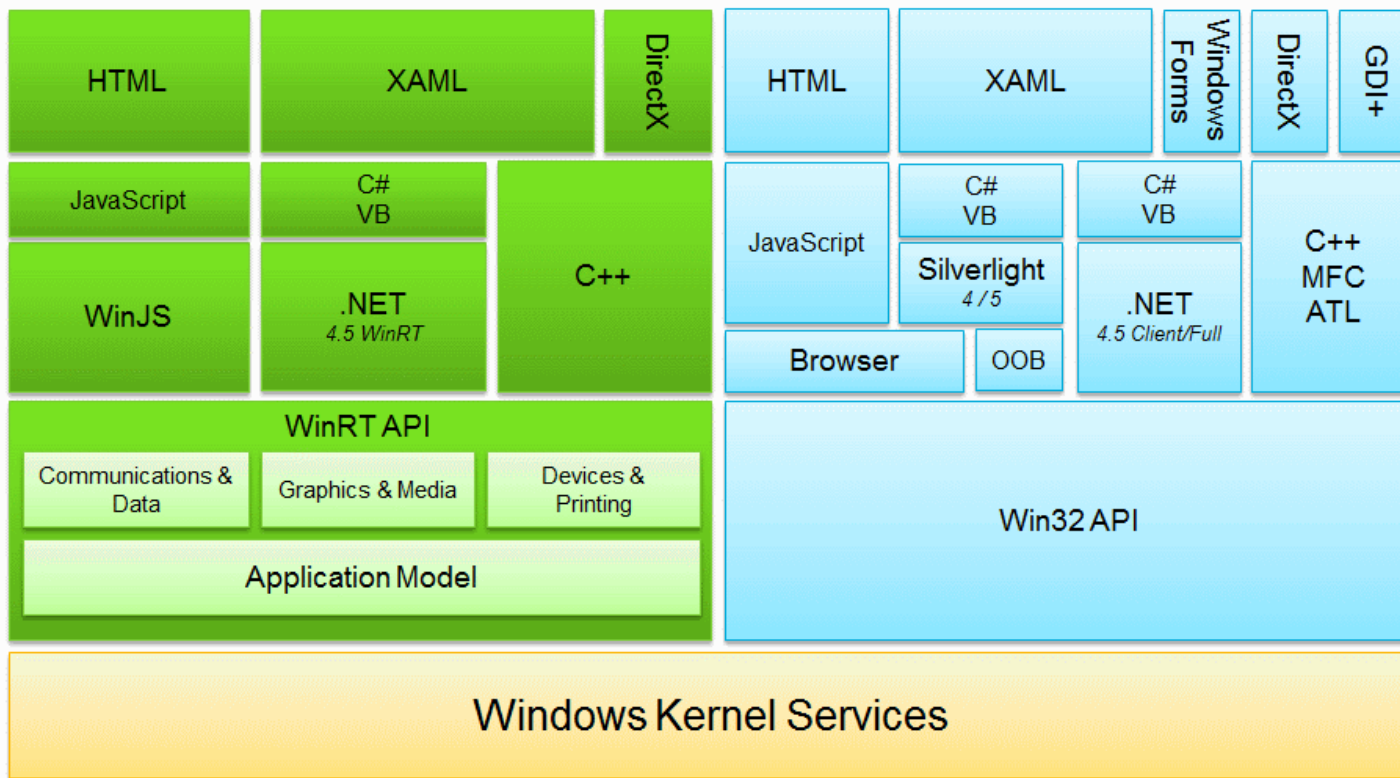 HTML
XAML
DirectX
HTML
XAML
Windows
Forms
DirectX
GDI+
JavaScript
C#
VB
C++
WinJS
.NET
4.5 WinRT
JavaScript
C#
VB
Silverlight
4 / 5
Browser
OOB
C#
VB
.NET
4.5 Client/Full
C++
MFC
ATL
WinRT API
Communications &
Data
Graphics & Media
Devices &
Printing
Application Model
Win32 API
Windows Kernel Services